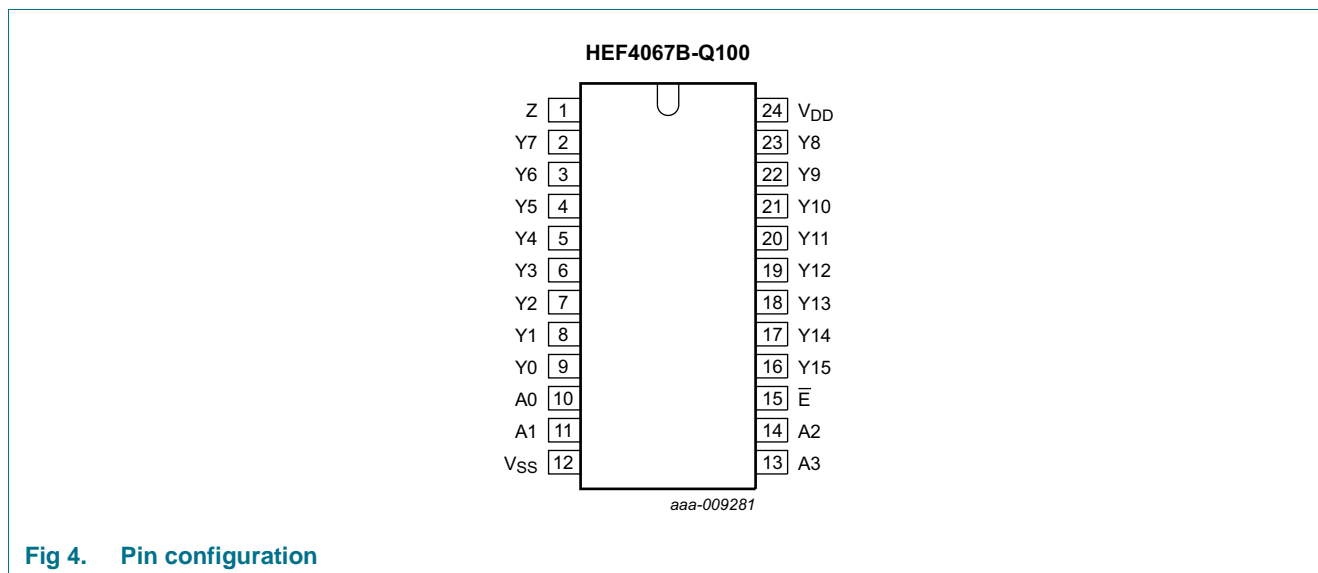 HEF4067B-Q100
Z 1 24 VDD
Y7 2 23 Y8
Y6 3 22 Y9
Y5 4 21 Y10
Y4 5 20 Y11
Y3 6 19 Y12
Y2 7 18 Y13
Y1 8 17 Y14
Y0 9 16 Y15
A0 10 15 E̅
A1 11 14 A2
VSS 12 13 A3
aaa-009281
Fig 4. Pin configuration